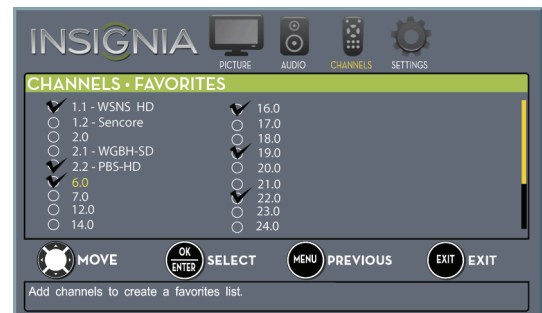 INSIGNIA
PICTURE AUDIO CHANNELS SETTINGS
CHANNELS • FAVORITES
1.1 - WSNS HD
1.2 - Sencore
2.0
2.1 - WGBH-SD
2.2 - PBS-HD
6.0
7.0
12.0
14.0
16.0
17.0
18.0
19.0
20.0
21.0
22.0
23.0
24.0
MOVE OK ENTER SELECT MENU PREVIOUS EXIT EXIT
Add channels to create a favorites list.